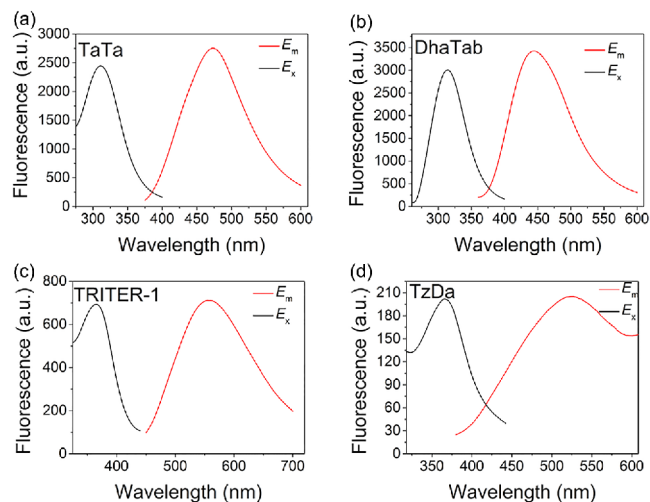 (a)
TaTa
Em
Ex
3000
2500
2000
1500
1000
500
0
300 350 400 450 500 550 600
Fluorescence (a.u.)
Wavelength (nm)
(b)
DhaTab
Em
Ex
3500
3000
2500
2000
1500
1000
500
0
300 350 400 450 500 550 600
Fluorescence (a.u.)
Wavelength (nm)
(c)
TRITER-1
Em
Ex
800
600
400
200
0
400 500 600 700
Fluorescence (a.u.)
Wavelength (nm)
(d)
TzDa
Em
Ex
210
180
150
120
90
60
30
0
350 400 450 500 550 600
Fluorescence (a.u.)
Wavelength (nm)